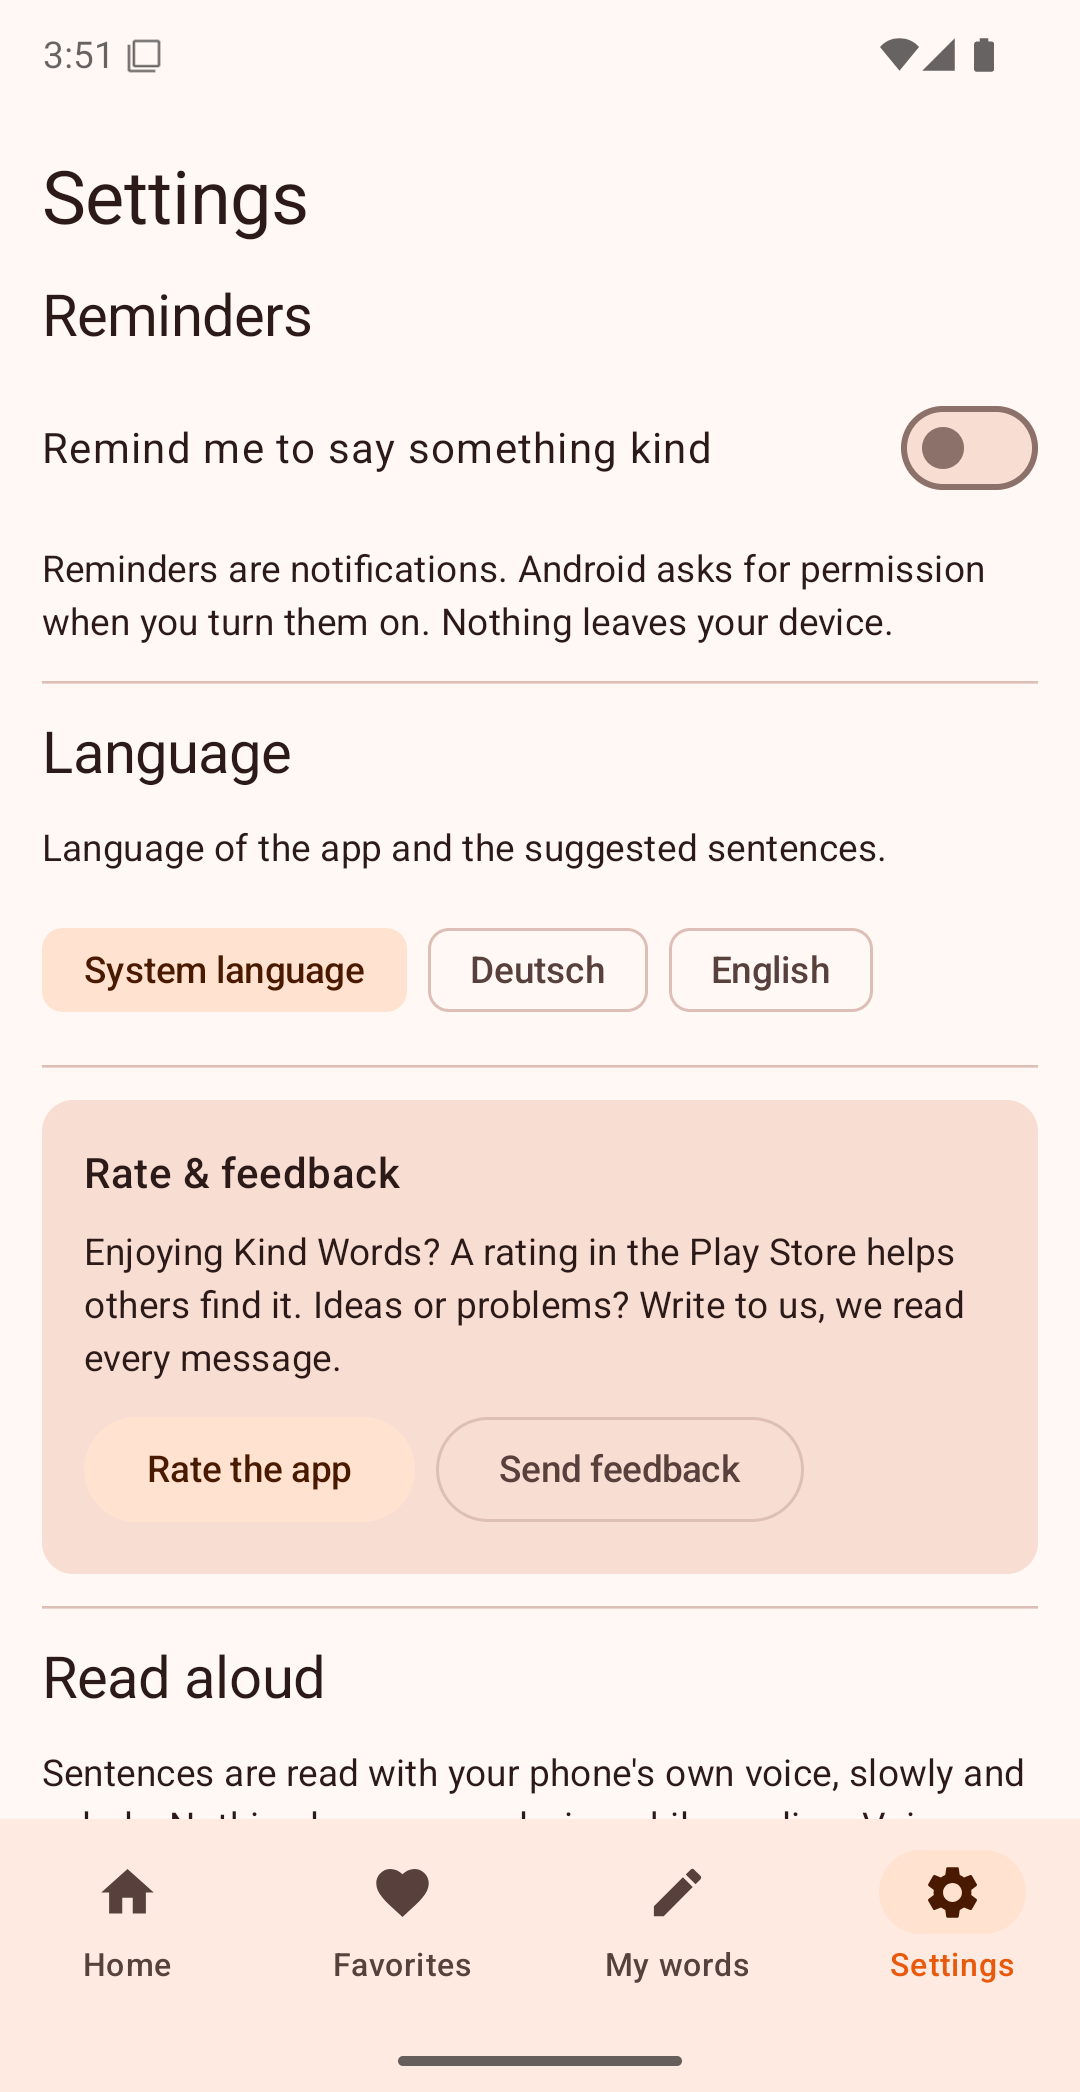 3:51
Settings
Reminders
Remind me to say something kind
Reminders are notifications. Android asks for permission
when you turn them on. Nothing leaves your device.
Language
Language of the app and the suggested sentences.
System language
Deutsch
English
Rate & feedback
Enjoying Kind Words? A rating in the Play Store helps
others find it. Ideas or problems? Write to us, we read
every message.
Rate the app
Send feedback
Read aloud
Sentences are read with your phone's own voice, slowly and
Home
Favorites
My words
Settings